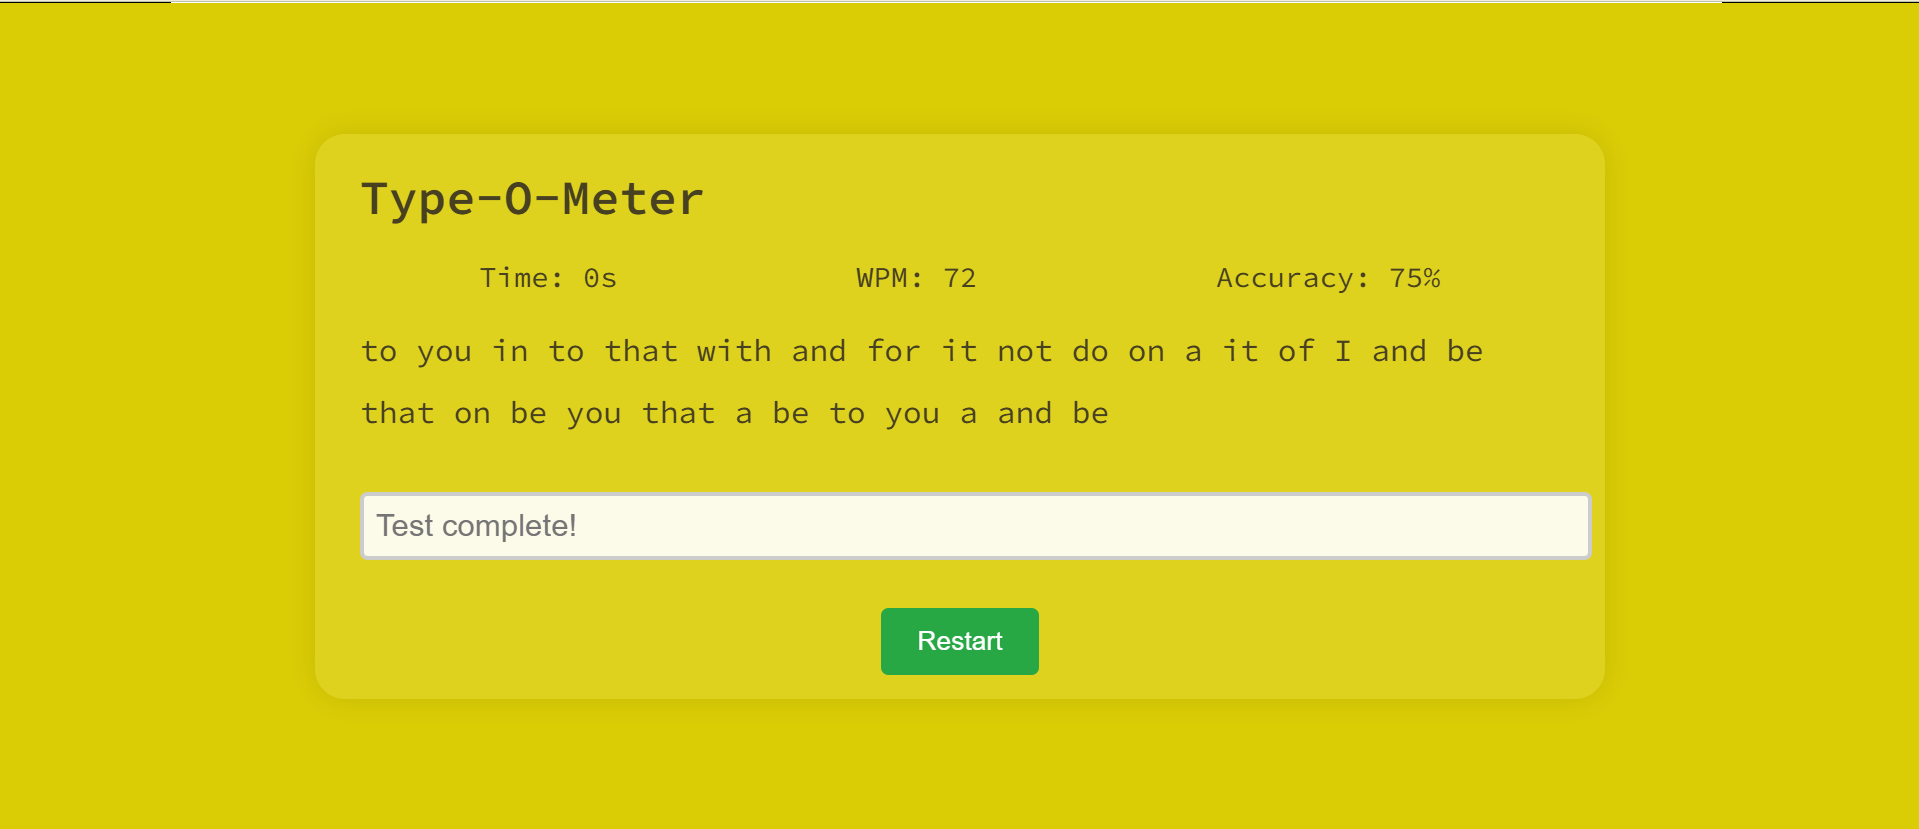 Type-O-Meter
Time: 0s WPM: 72 Accuracy: 75%
to you in to that with and for it not do on a it of I and be
that on be you that a be to you a and be
Test complete!
Restart